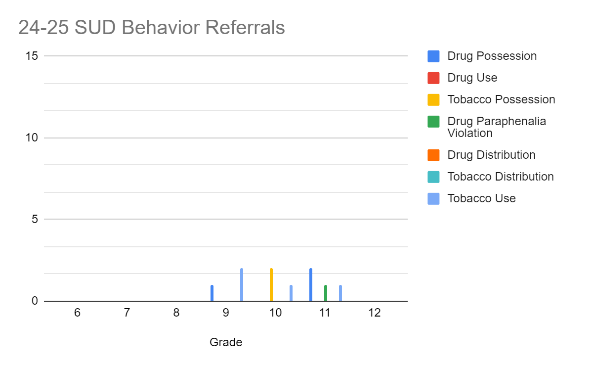 24-25 SUD Behavior Referrals
15
10
5
0
6 7 8 9 10 11 12
Grade
Drug Possession
Drug Use
Tobacco Possession
Drug Paraphenalia
Violation
Drug Distribution
Tobacco Distribution
Tobacco Use